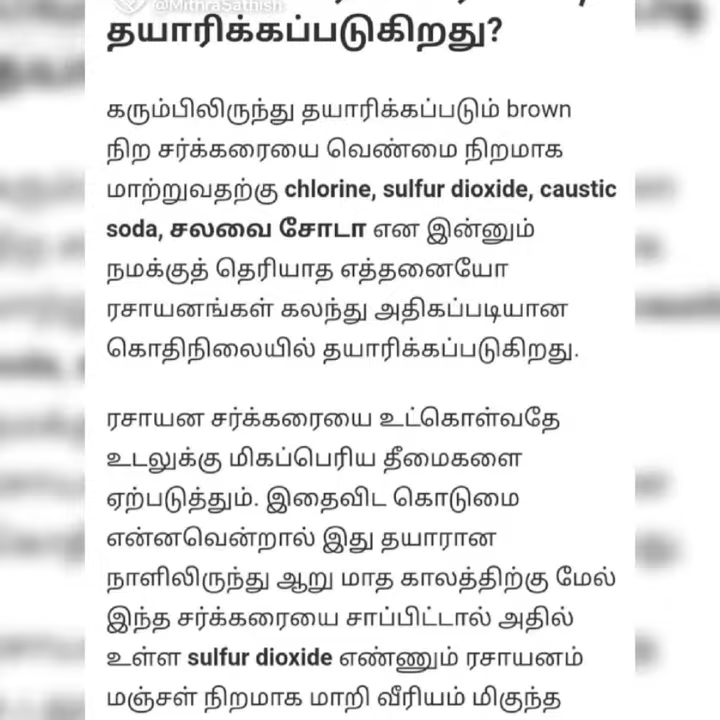 @MithraSathish
தயாரிக்கப்படுகிறது?
கரும்பிலிருந்து தயாரிக்கப்படும் brown
நிற சர்க்கரையை வெண்மை நிறமாக
மாற்றுவதற்கு chlorine, sulfur dioxide, caustic
soda, சலவை சோடா என இன்னும்
நமக்குத் தெரியாத எத்தனையோ
ரசாயனங்கள் கலந்து அதிகப்படியான
கொதிநிலையில் தயாரிக்கப்படுகிறது.
ரசாயன சர்க்கரையை உட்கொள்வதே
உடலுக்கு மிகப்பெரிய தீமைகளை
ஏற்படுத்தும். இதைவிட கொடுமை
என்னவென்றால் இது தயாரான
நாளிலிருந்து ஆறு மாத காலத்திற்கு மேல்
இந்த சர்க்கரையை சாப்பிட்டால் அதில்
உள்ள sulfur dioxide எண்ணும் ரசாயனம்
மஞ்சள் நிறமாக மாறி வீரியம் மிகுந்த